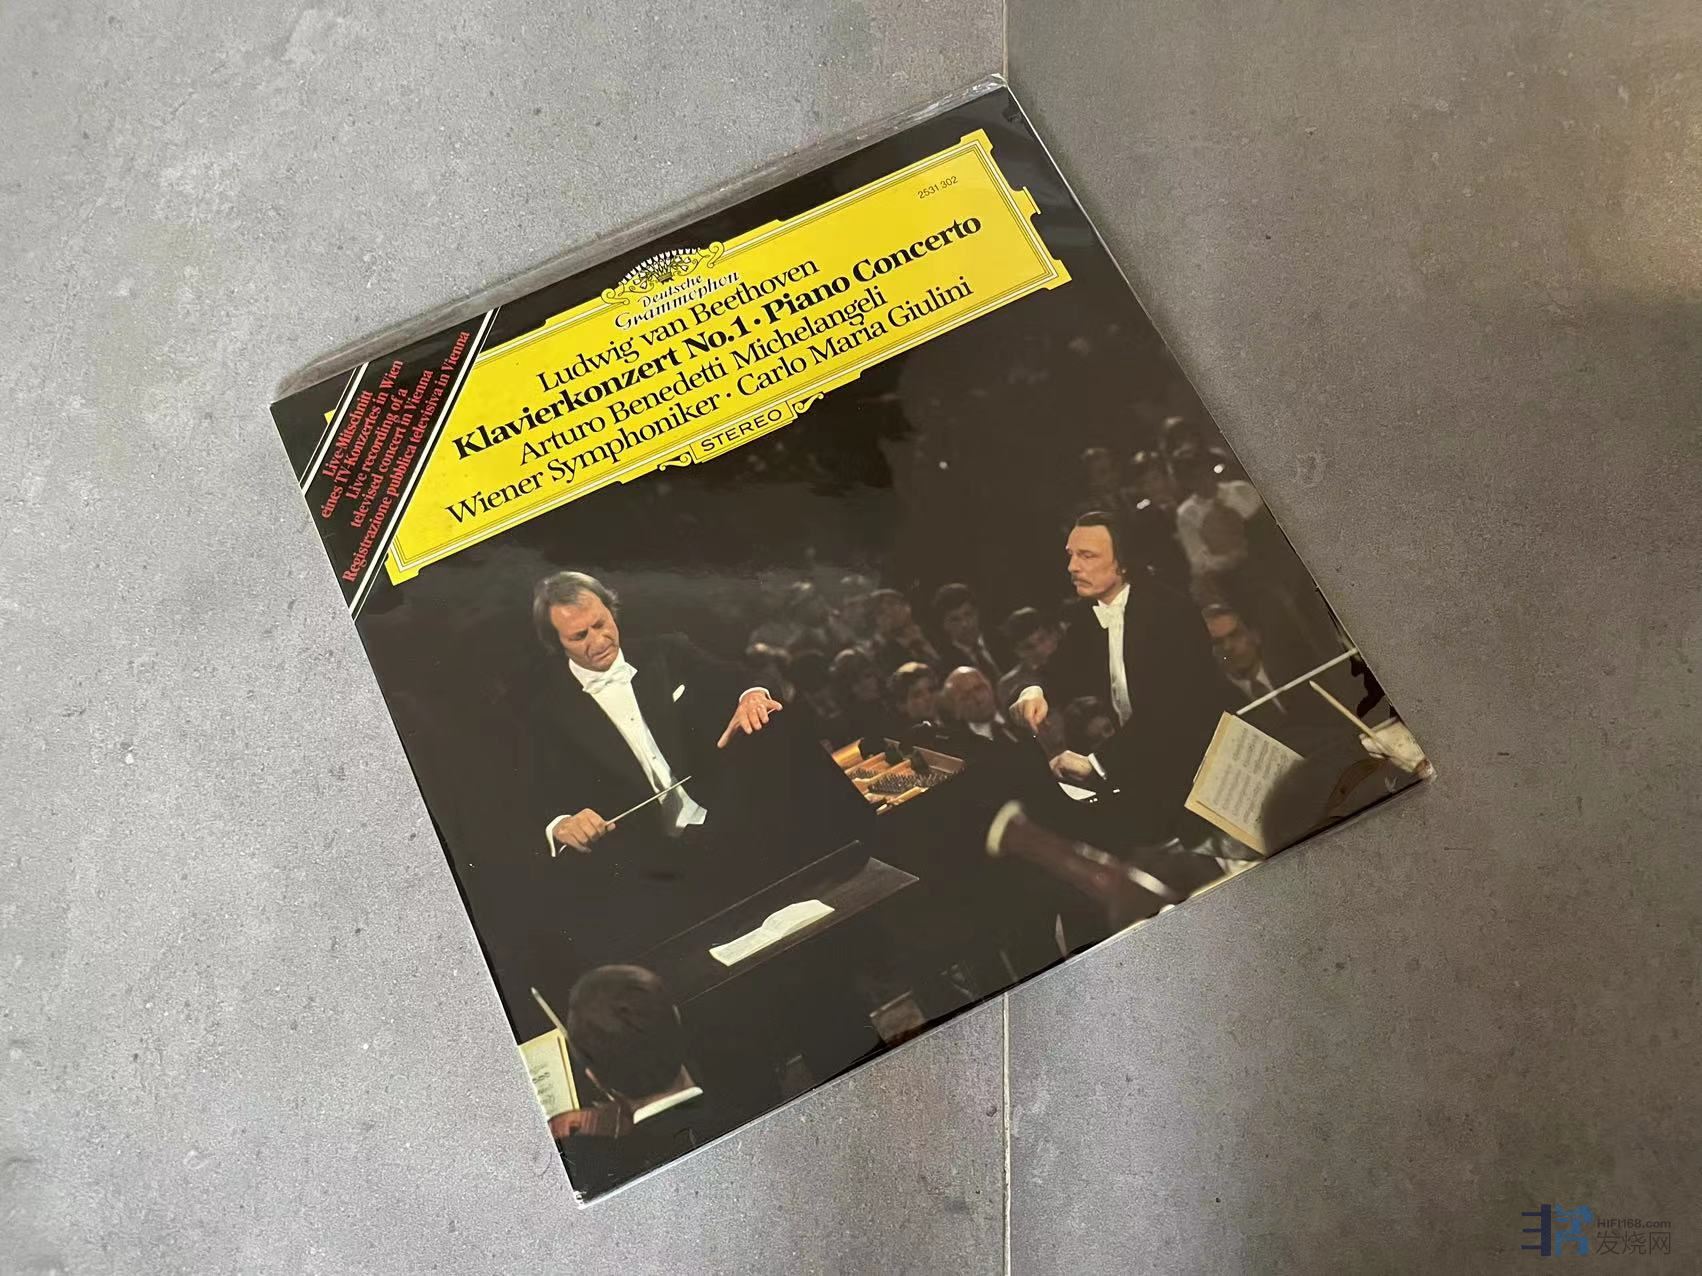 2531 302
Deutsche
Grammophon
Ludwig van Beethoven
Klavierkonzert No.1 · Piano Concerto
Arturo Benedetti Michelangeli
Wiener Symphoniker · Carlo Maria Giulini
STEREO
Live-Mitschnitt
eines TV-Konzertes in Wien
Live recording of a
televised concert in Vienna
Registrazione pubblica televisiva in Vienna
HIFI168.com
发烧网